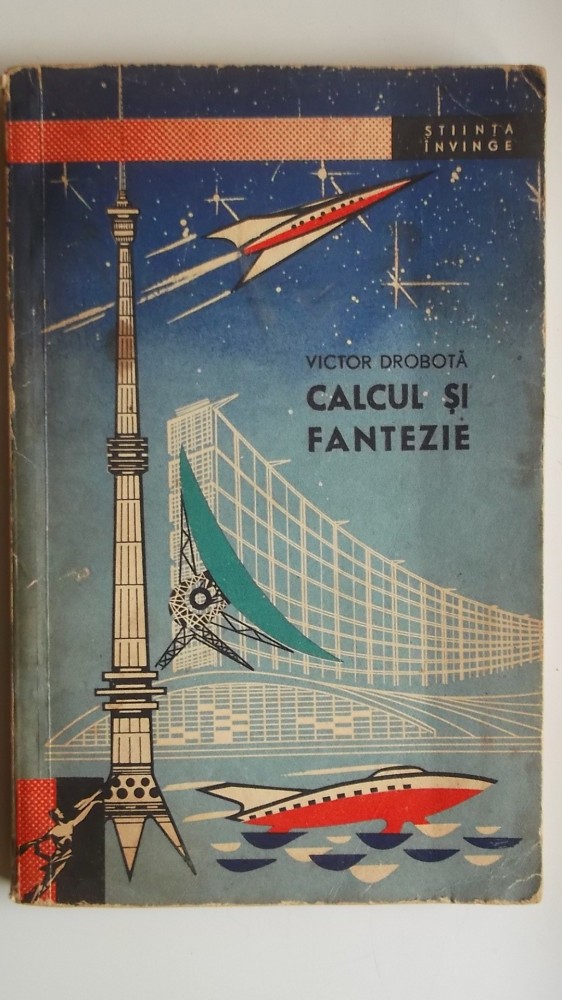 ȘTIINȚA
ÎNVINGE
VICTOR DROBOTĂ
CALCUL ȘI
FANTEZIE